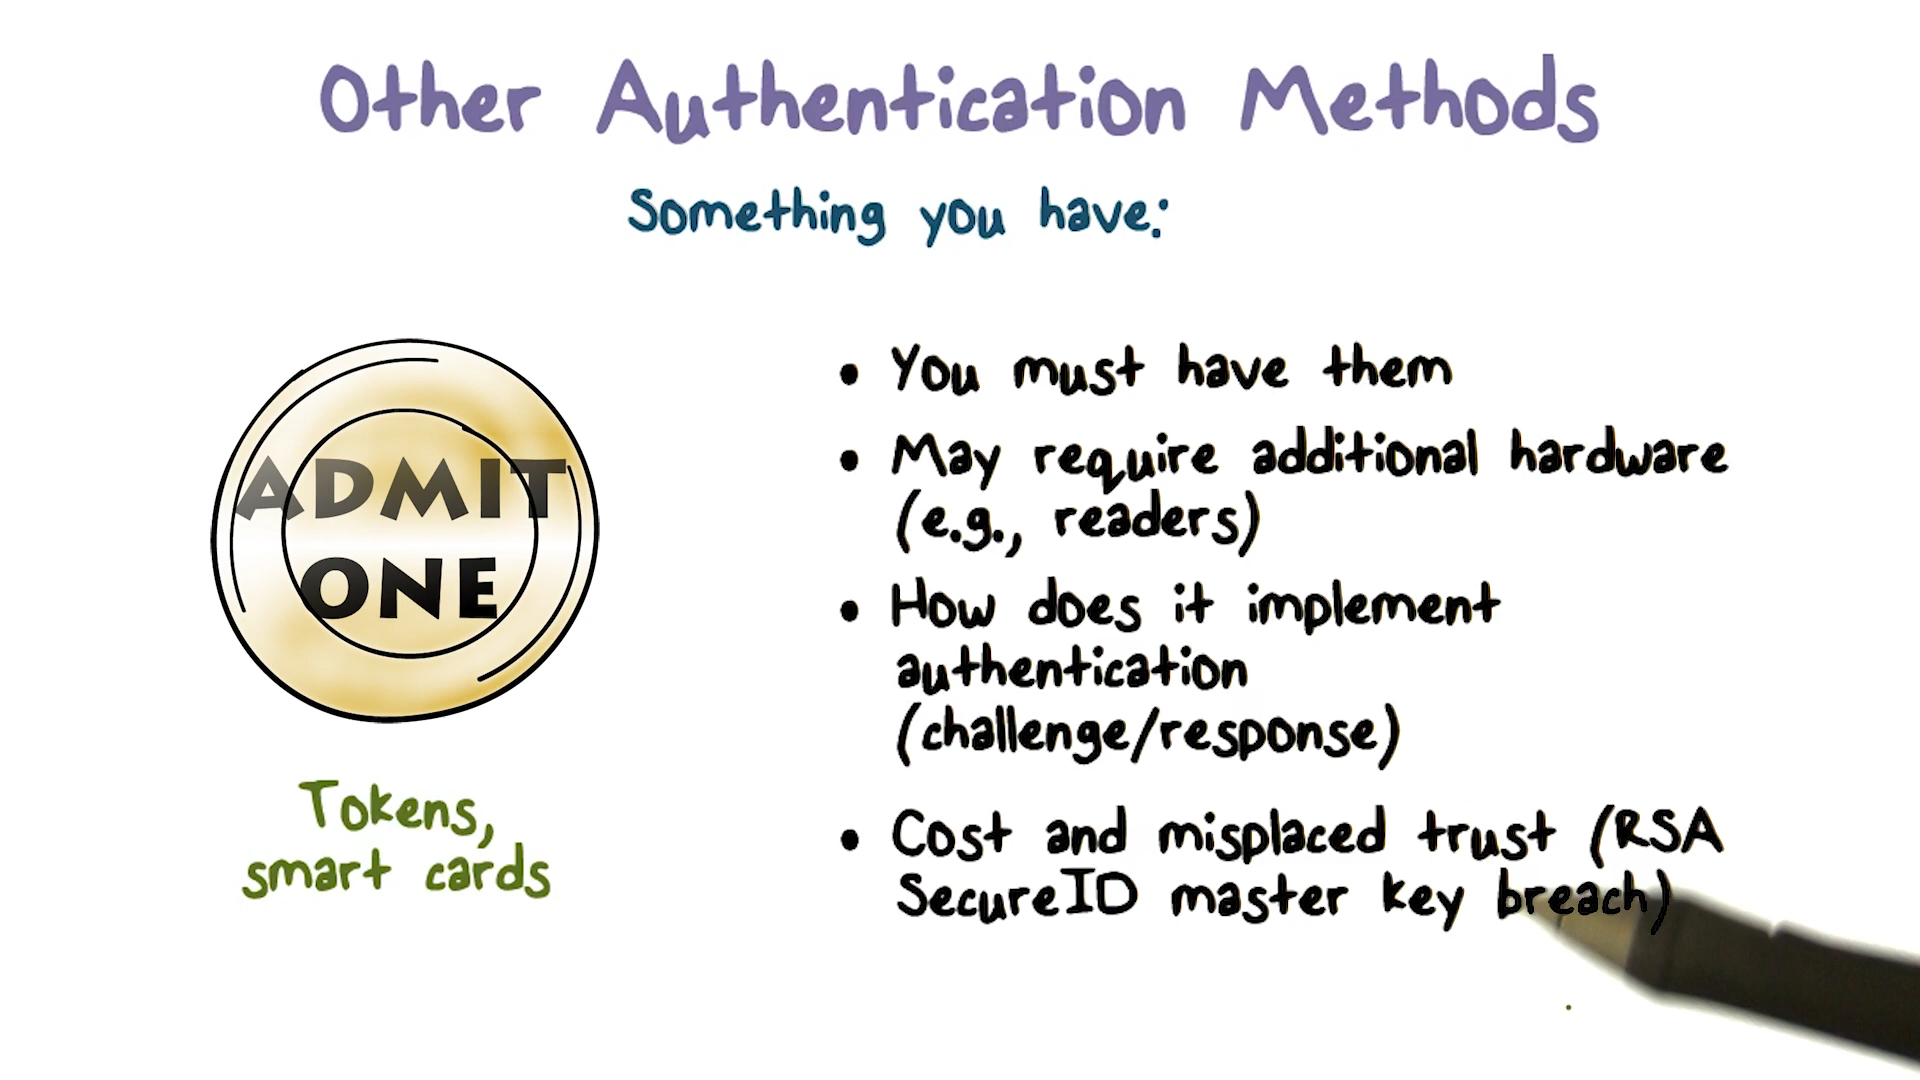 Other Authentication Methods
Something you have:
ADMIT
ONE
Tokens,
smart cards
• You must have them
• May require additional hardware
(e.g., readers)
• How does it implement
authentication
(challenge/response)
• Cost and misplaced trust (RSA
SecureID master key breach)